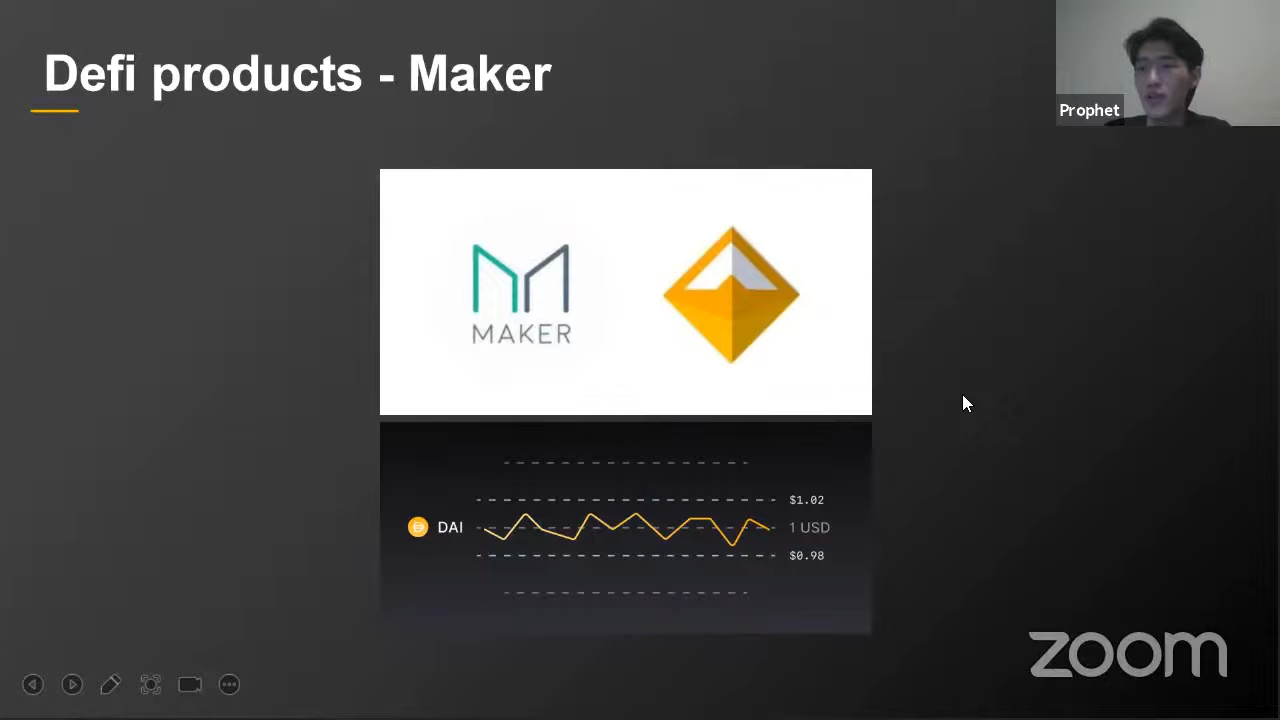 Defi products - Maker
Prophet
MAKER
$1.02
DAI
1 USD
$0.98
zoom